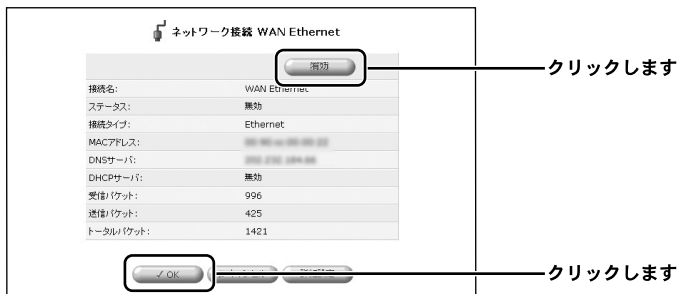 ネットワーク接続 WAN Ethernet
有効
クリックします
接続名: WAN Ethernet
ステータス: 無効
接続タイプ: Ethernet
MACアドレス:
DNSサーバ:
DHCPサーバ: 無効
受信パケット: 996
送信パケット: 425
トータルパケット: 1421
✓ OK
クリックします